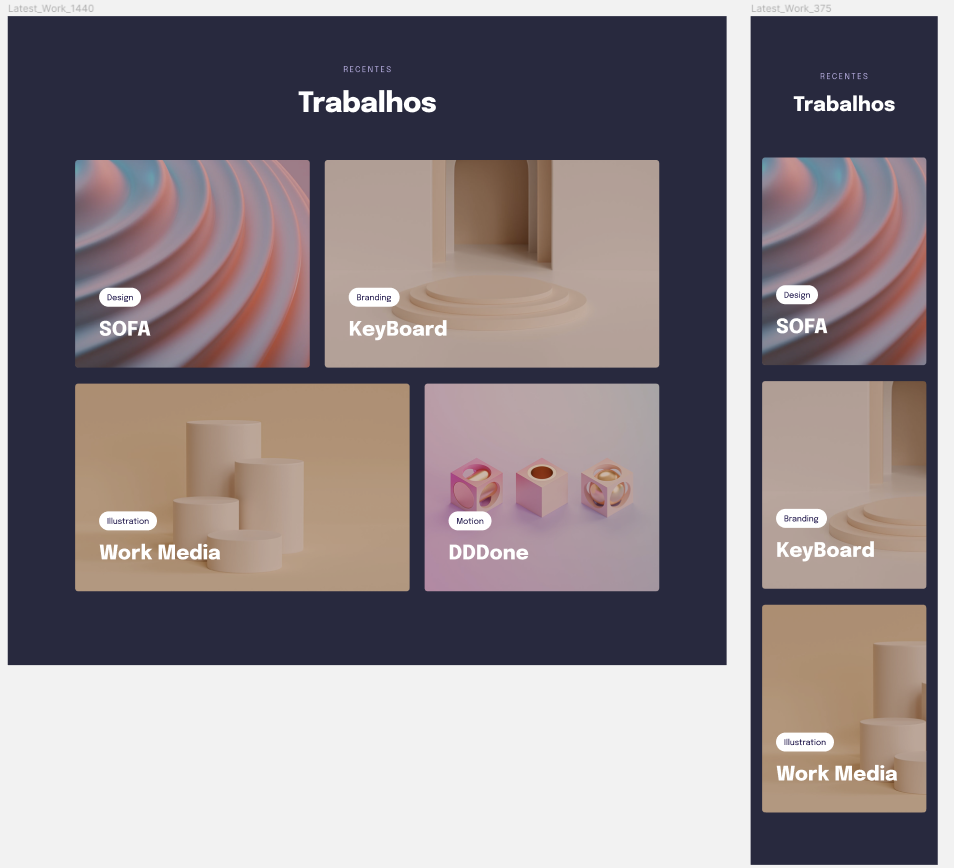 Latest_Work_1440
RECENTES
Trabalhos
Design
SOFA
Branding
KeyBoard
Illustration
Work Media
Motion
DDDone
Latest_Work_375
RECENTES
Trabalhos
Design
SOFA
Branding
KeyBoard
Illustration
Work Media